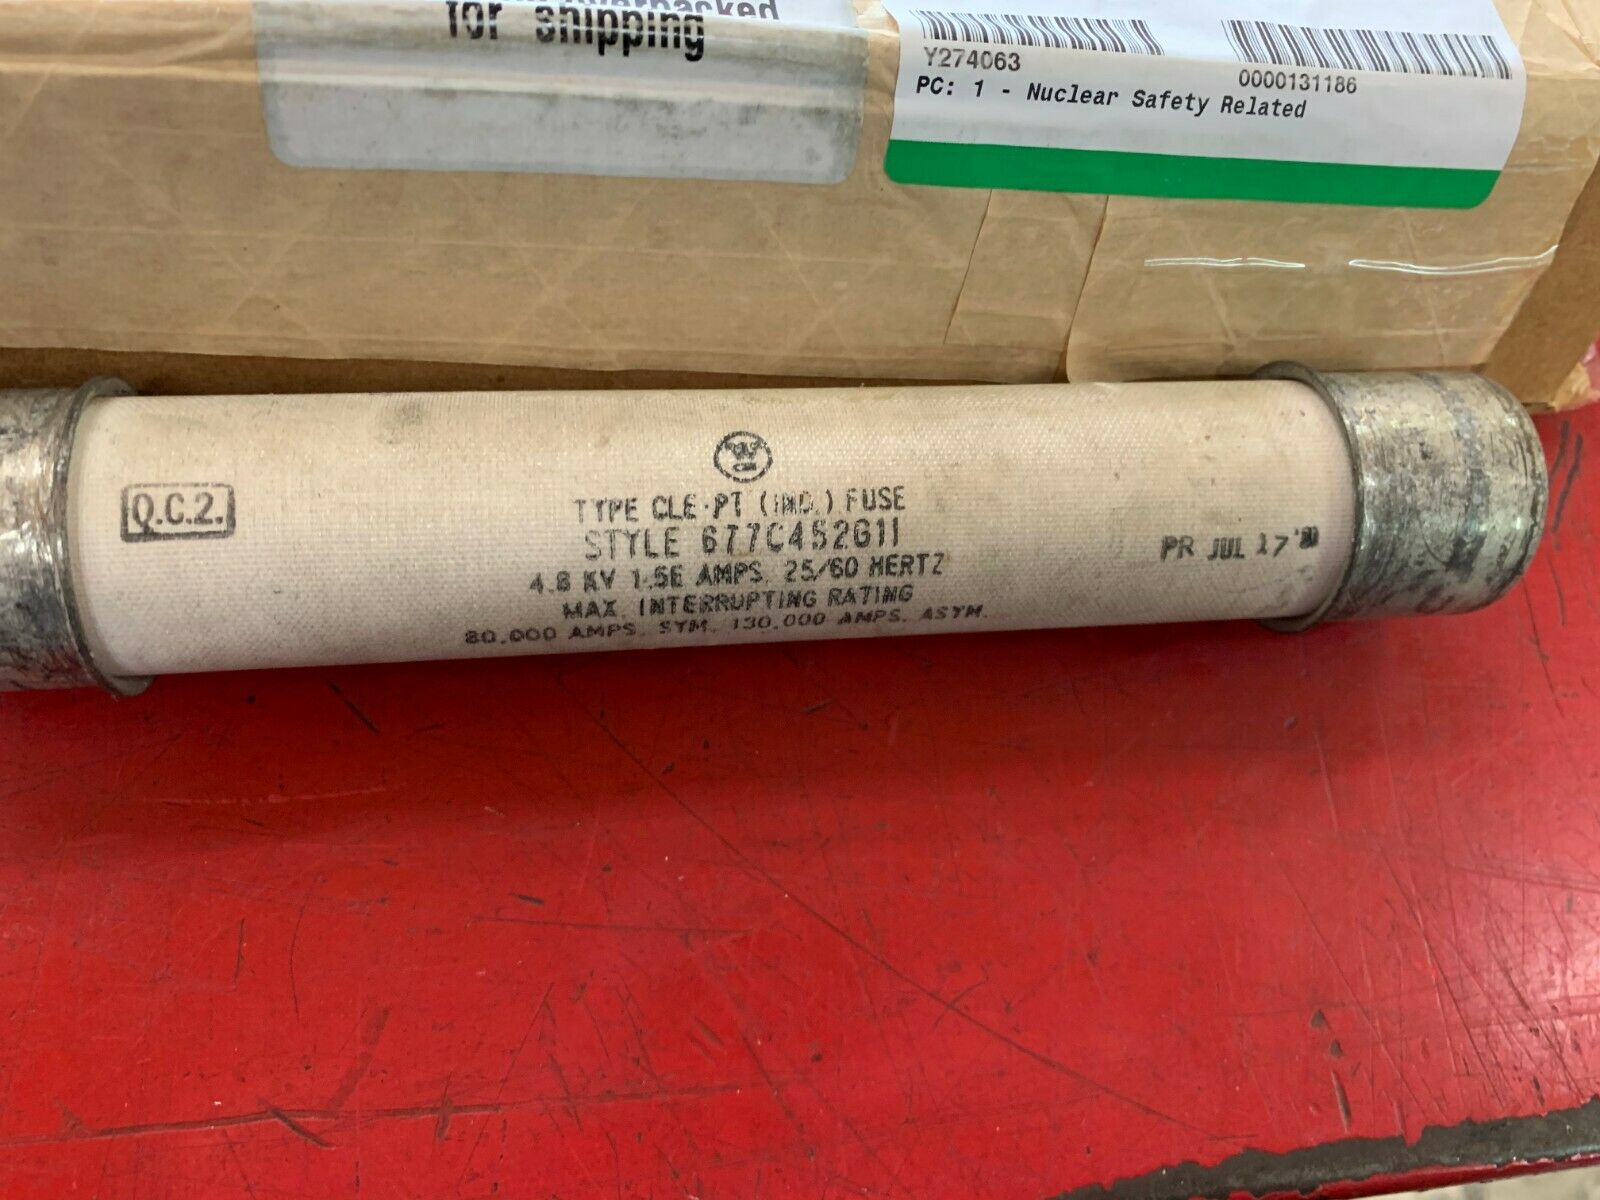 for shipping
Y274063
0000131186
PC: 1 - Nuclear Safety Related
Q.C.2.
TYPE CLE-PT (IND.) FUSE
STYLE 677C452G11
4.8 KV 1.5E AMPS. 25/60 HERTZ
MAX. INTERRUPTING RATING
80,000 AMPS. SYM. 130,000 AMPS. ASYM.
PR JUL 17